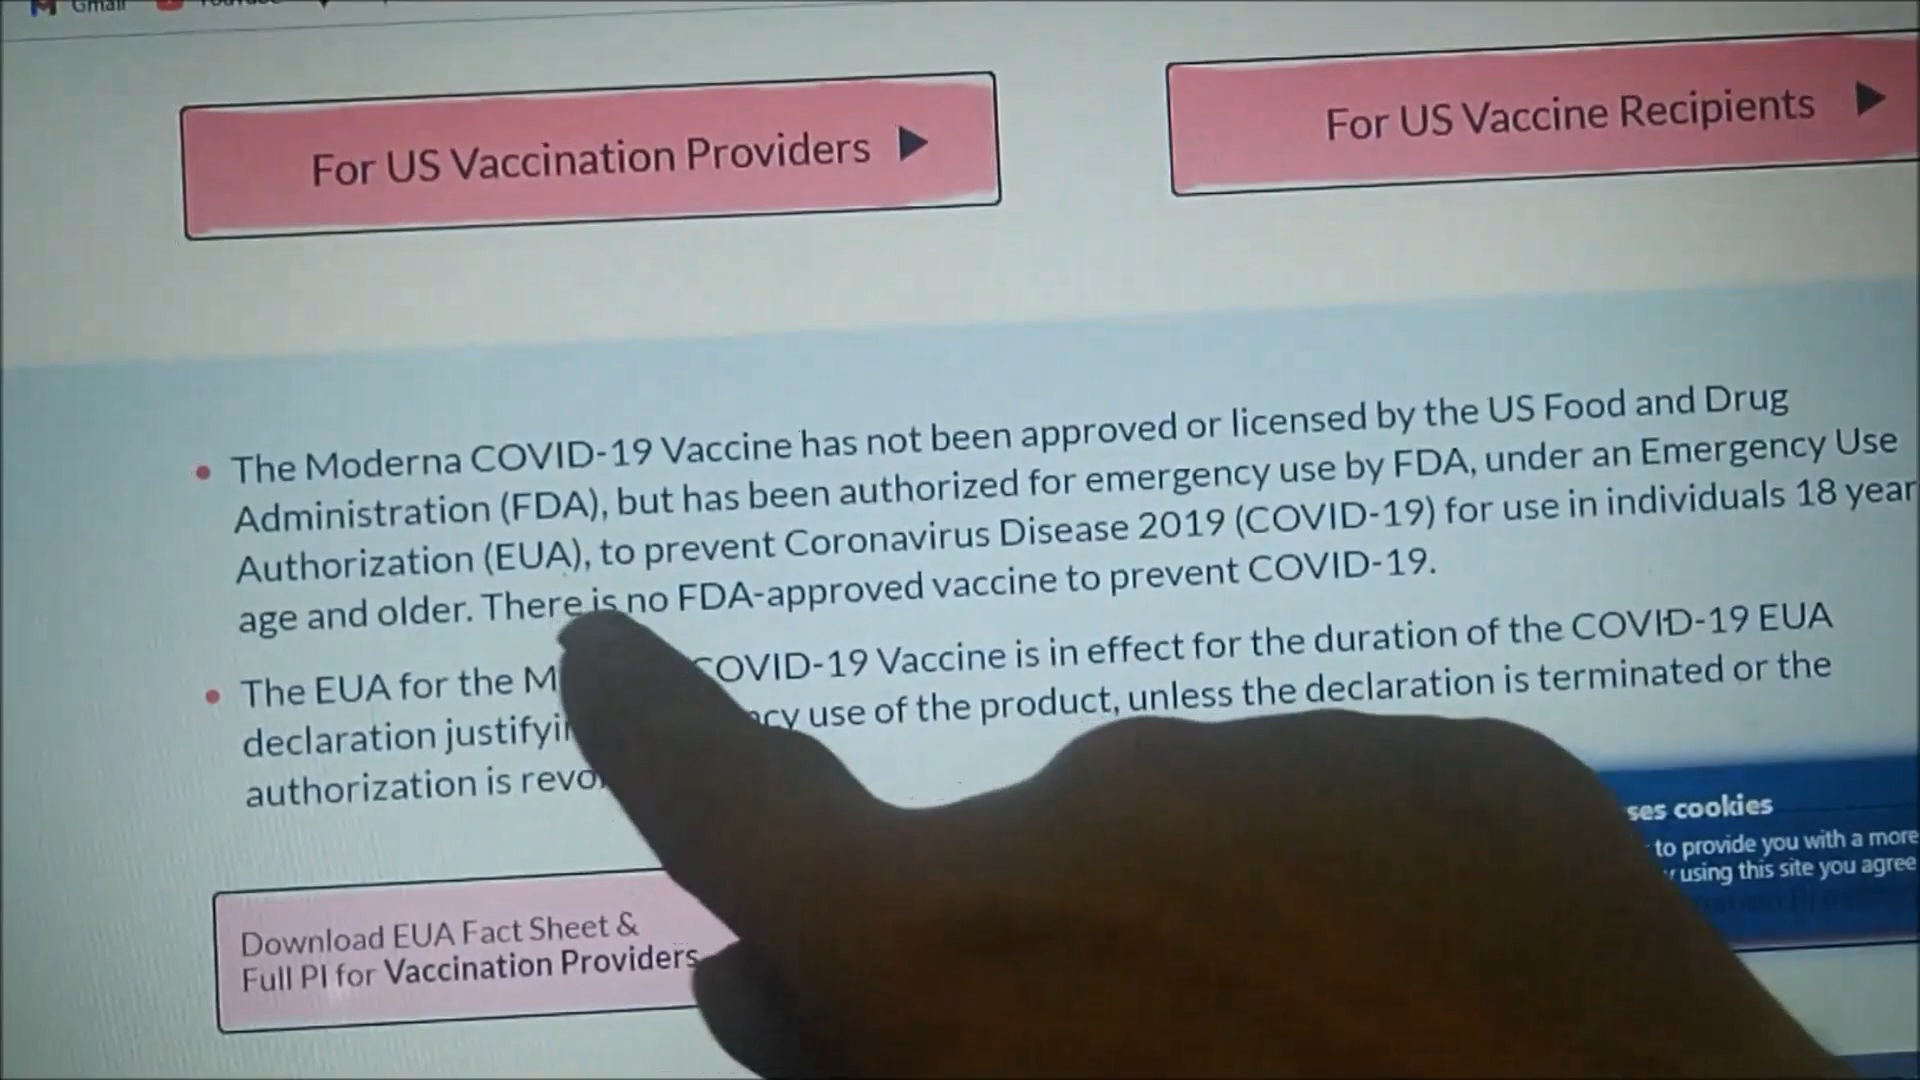 Gmail
For US Vaccination Providers
For US Vaccine Recipients
The Moderna COVID-19 Vaccine has not been approved or licensed by the US Food and Drug
Administration (FDA), but has been authorized for emergency use by FDA, under an Emergency Use
Authorization (EUA), to prevent Coronavirus Disease 2019 (COVID-19) for use in individuals 18 year
age and older. There is no FDA-approved vaccine to prevent COVID-19.
The EUA for the M COVID-19 Vaccine is in effect for the duration of the COVID-19 EUA
declaration justifyin cy use of the product, unless the declaration is terminated or the
authorization is revo
ses cookies
to provide you with a more
using this site you agree
Download EUA Fact Sheet &
Full PI for Vaccination Providers